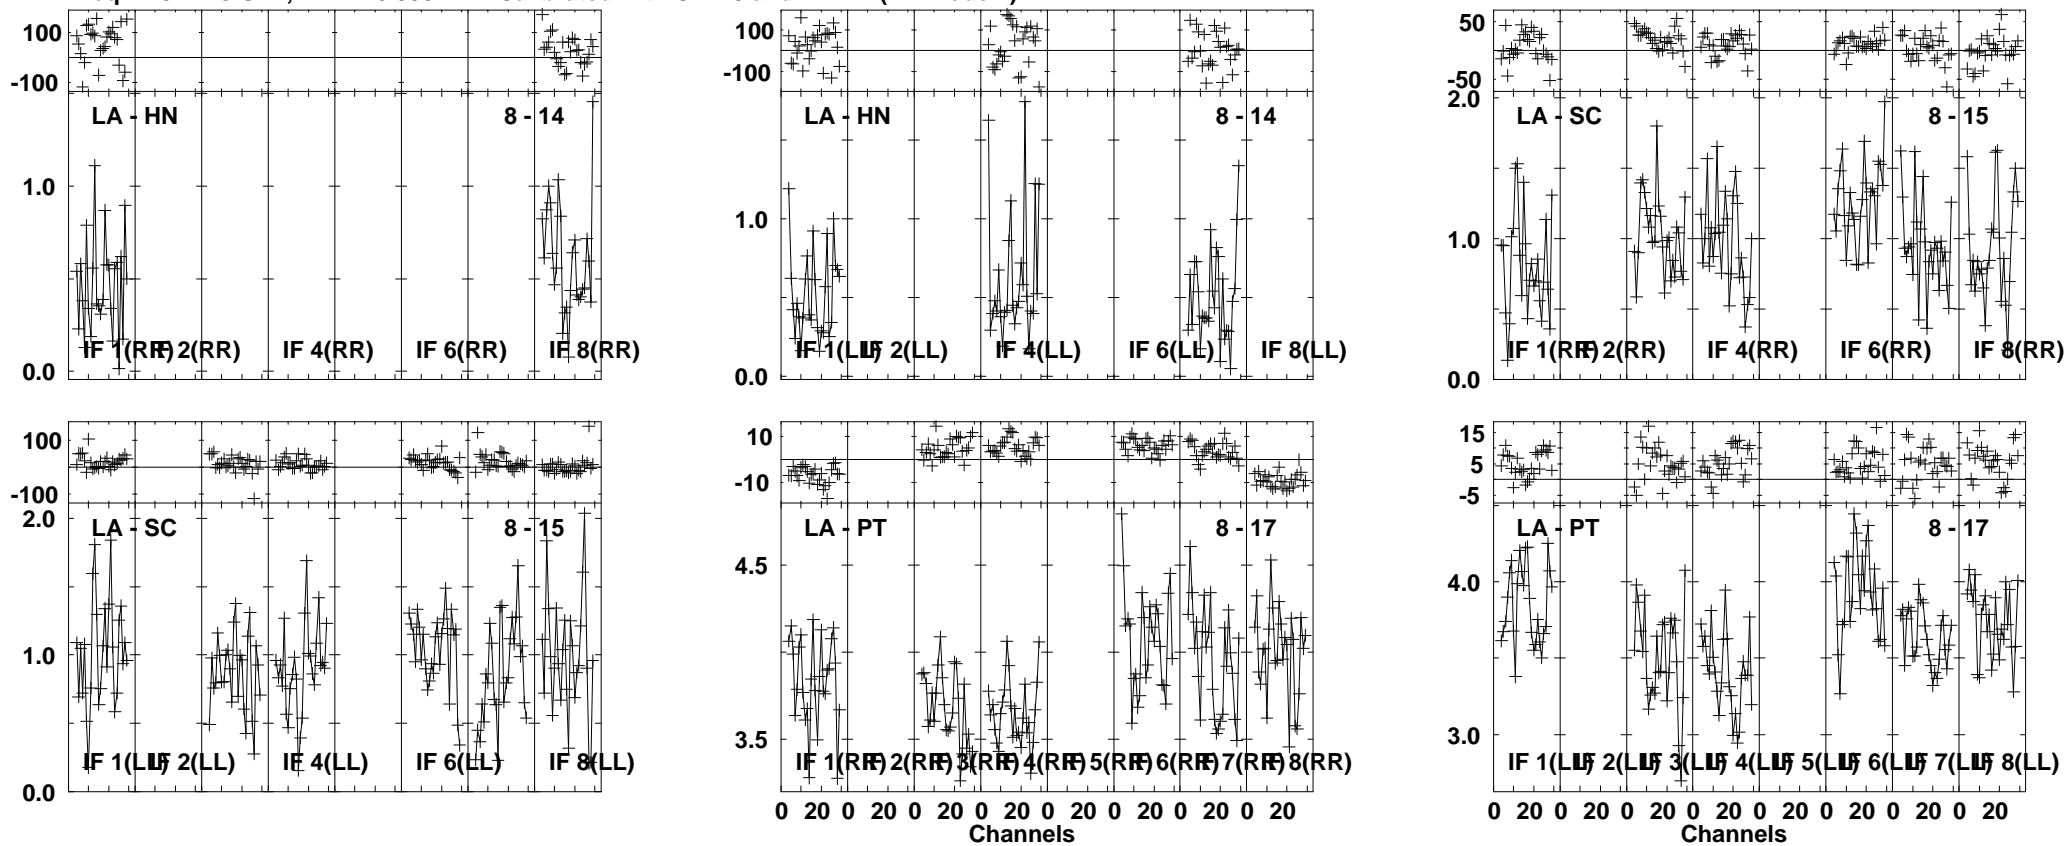 100
-100
LA - HN 8 - 14
1.0
0.0
IF 1(RR) IF 2(RR) IF 4(RR) IF 6(RR) IF 8(RR)
100
-100
LA - HN 8 - 14
1.0
0.0
IF 1(LL) IF 2(LL) IF 4(LL) IF 6(LL) IF 8(LL)
50
-50
2.0
LA - SC 8 - 15
1.0
0.0
IF 1(RR) IF 2(RR) IF 4(RR) IF 6(RR) IF 8(RR)
100
-100
2.0
LA - SC 8 - 15
1.0
0.0
IF 1(LL) IF 2(LL) IF 4(LL) IF 6(LL) IF 8(LL)
10
-10
LA - PT 8 - 17
4.5
3.5
IF 1(RR) IF 2(RR) IF 3(RR) IF 4(RR) IF 5(RR) IF 6(RR) IF 7(RR) IF 8(RR)
0 20 0 20 0 20 0 20 0 20 0 20 0 20 0 20
Channels
15
5
-5
LA - PT 8 - 17
4.0
3.0
IF 1(LL) IF 2(LL) IF 3(LL) IF 4(LL) IF 5(LL) IF 6(LL) IF 7(LL) IF 8(LL)
0 20 0 20 0 20 0 20 0 20 0 20 0 20 0 20
Channels